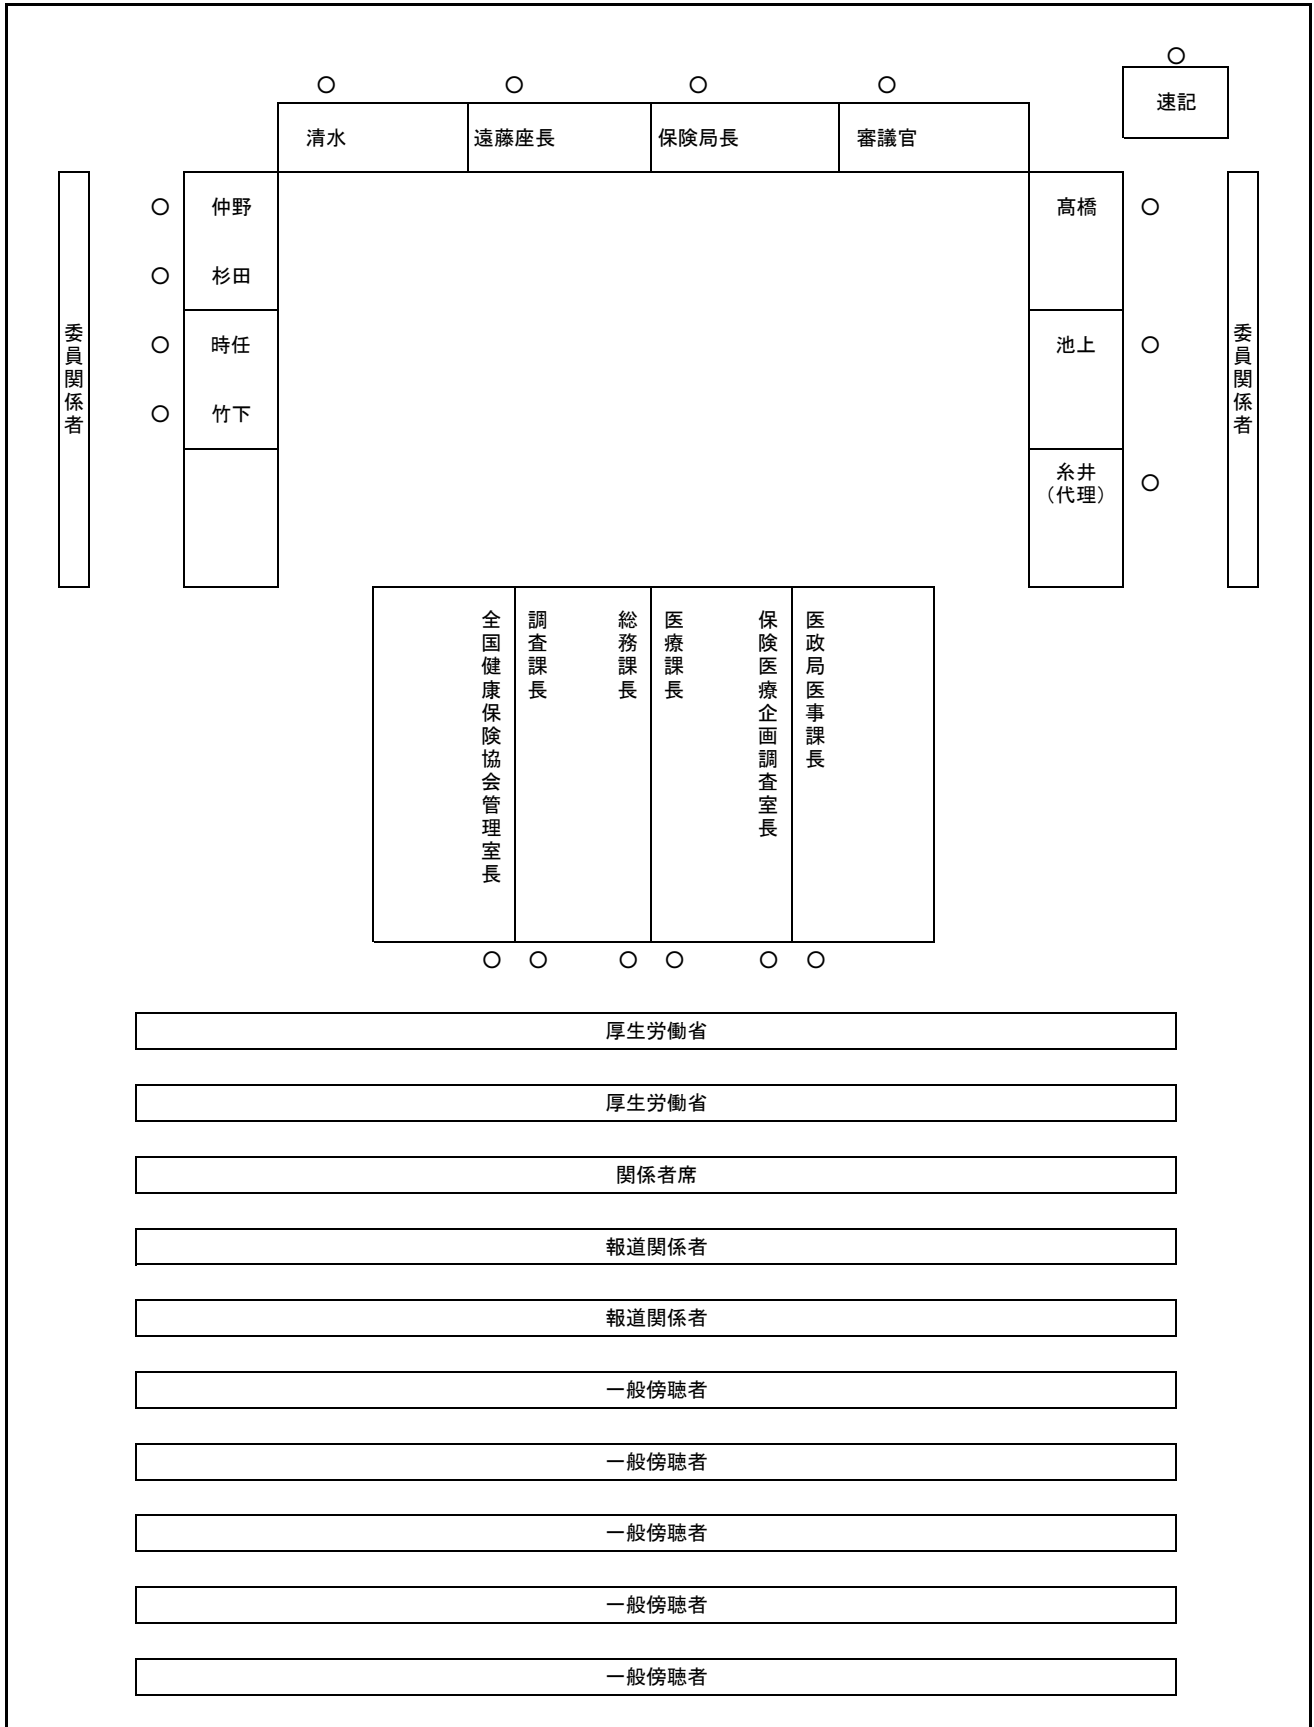 速記
清水
遠藤座長
保険局長
審議官
仲野
杉田
時任
竹下
髙橋
池上
糸井
（代理）
委員関係者
委員関係者
全国健康保険協会管理室長
調査課長
総務課長
医療課長
保険医療企画調査室長
医政局医事課長
厚生労働省
厚生労働省
関係者席
報道関係者
報道関係者
一般傍聴者
一般傍聴者
一般傍聴者
一般傍聴者
一般傍聴者